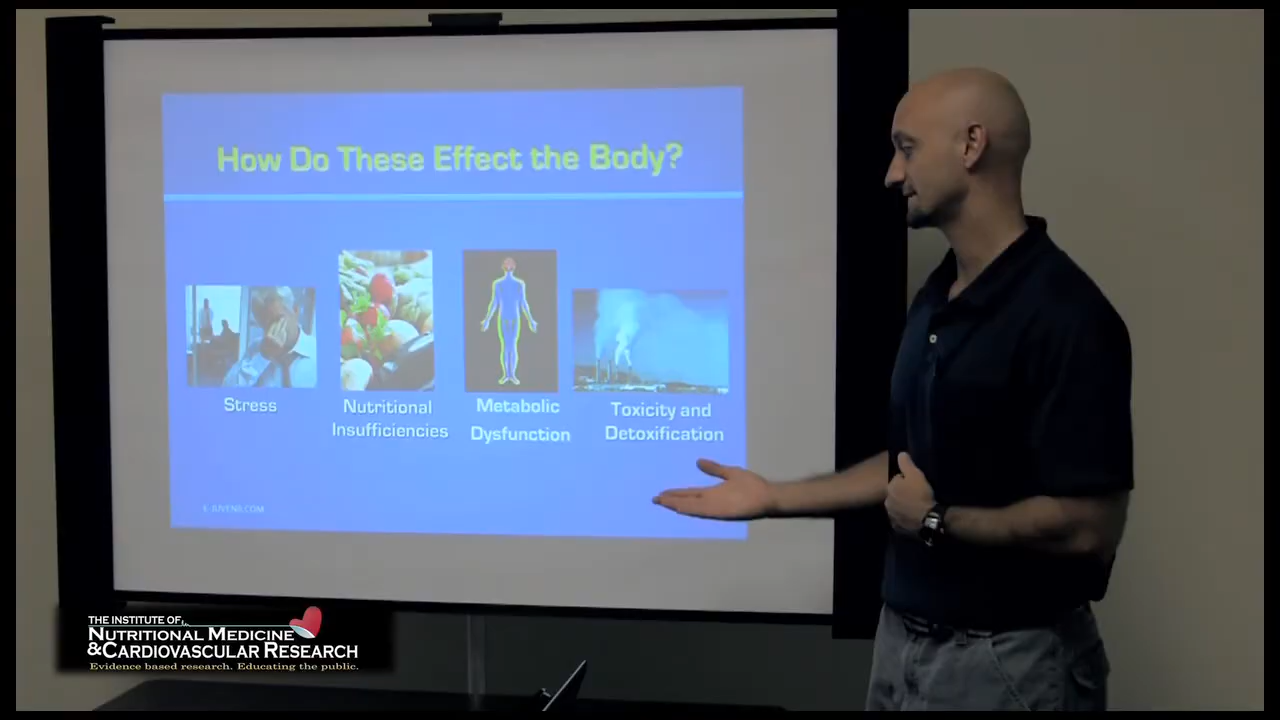 How Do These Effect the Body?
Stress
Nutritional
Insufficiencies
Metabolic
Dysfunction
Toxicity and
Detoxification
THE INSTITUTE OF
NUTRITIONAL MEDICINE
&CARDIOVASCULAR RESEARCH
Evidence based research. Educating the public.